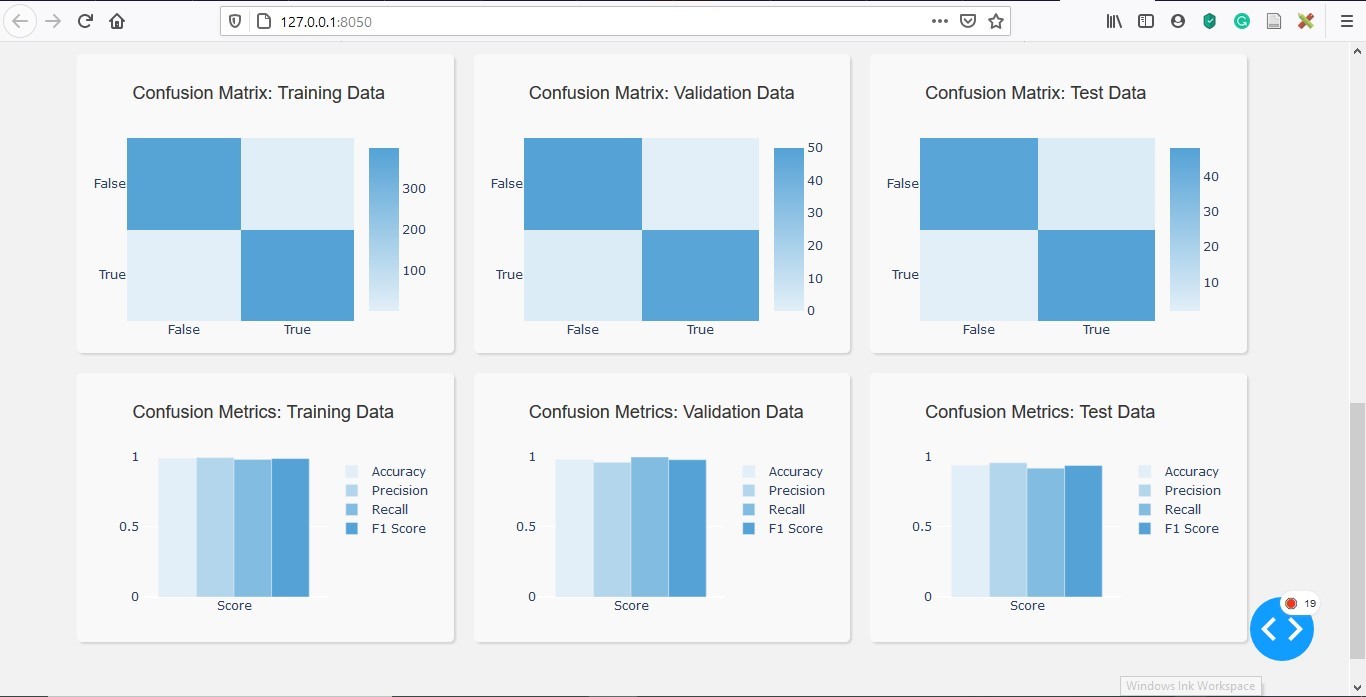 127.0.0.1:8050
Confusion Matrix: Training Data
False
True
False True
300
200
100
Confusion Matrix: Validation Data
False
True
False True
50
40
30
20
10
0
Confusion Matrix: Test Data
False
True
False True
40
30
20
10
Confusion Metrics: Training Data
1
0.5
0
Score
Accuracy
Precision
Recall
F1 Score
Confusion Metrics: Validation Data
1
0.5
0
Score
Accuracy
Precision
Recall
F1 Score
Confusion Metrics: Test Data
1
0.5
0
Score
Accuracy
Precision
Recall
F1 Score
19
Windows Ink Workspace